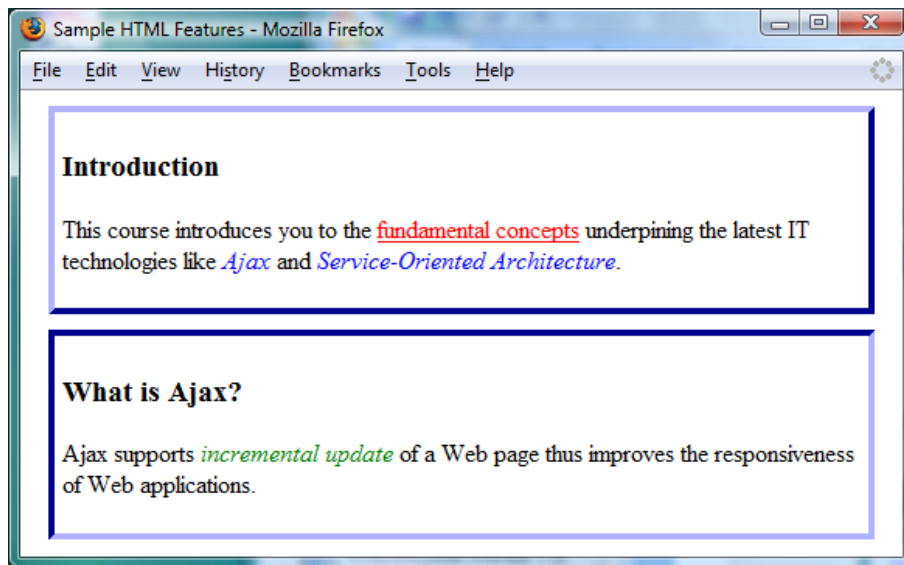 Sample HTML Features - Mozilla Firefox
File Edit View History Bookmarks Tools Help
Introduction
This course introduces you to the fundamental concepts underpining the latest IT
technologies like Ajax and Service-Oriented Architecture.
What is Ajax?
Ajax supports incremental update of a Web page thus improves the responsiveness
of Web applications.